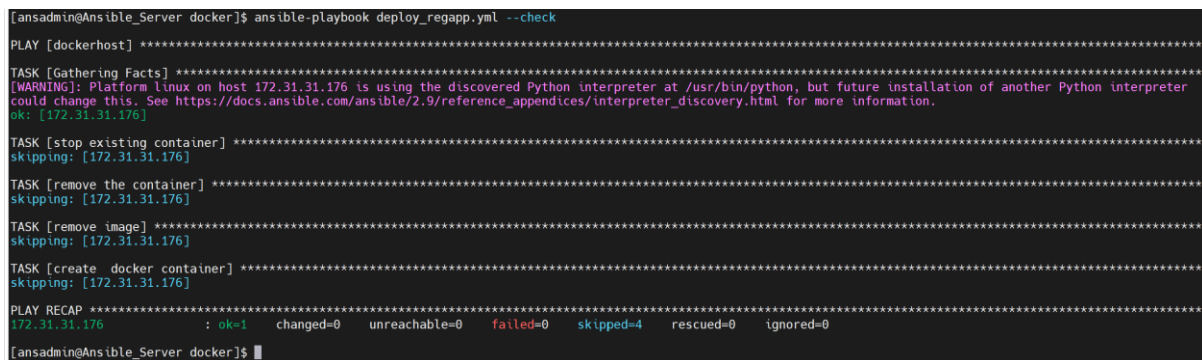 [ansadmin@Ansible_Server docker]$ ansible-playbook deploy_regapp.yml --check
PLAY [dockerhost] ****************************************************************************************************************************************************
TASK [Gathering Facts] ***********************************************************************************************************************************************
[WARNING]: Platform linux on host 172.31.31.176 is using the discovered Python interpreter at /usr/bin/python, but future installation of another Python interpreter
could change this. See https://docs.ansible.com/ansible/2.9/reference_appendices/interpreter_discovery.html for more information.
ok: [172.31.31.176]
TASK [stop existing container] ***************************************************************************************************************************************
skipping: [172.31.31.176]
TASK [remove the container] ******************************************************************************************************************************************
skipping: [172.31.31.176]
TASK [remove image] **************************************************************************************************************************************************
skipping: [172.31.31.176]
TASK [create  docker container] **************************************************************************************************************************************
skipping: [172.31.31.176]
PLAY RECAP ***********************************************************************************************************************************************************
172.31.31.176              : ok=1    changed=0    unreachable=0    failed=0    skipped=4    rescued=0    ignored=0
[ansadmin@Ansible_Server docker]$